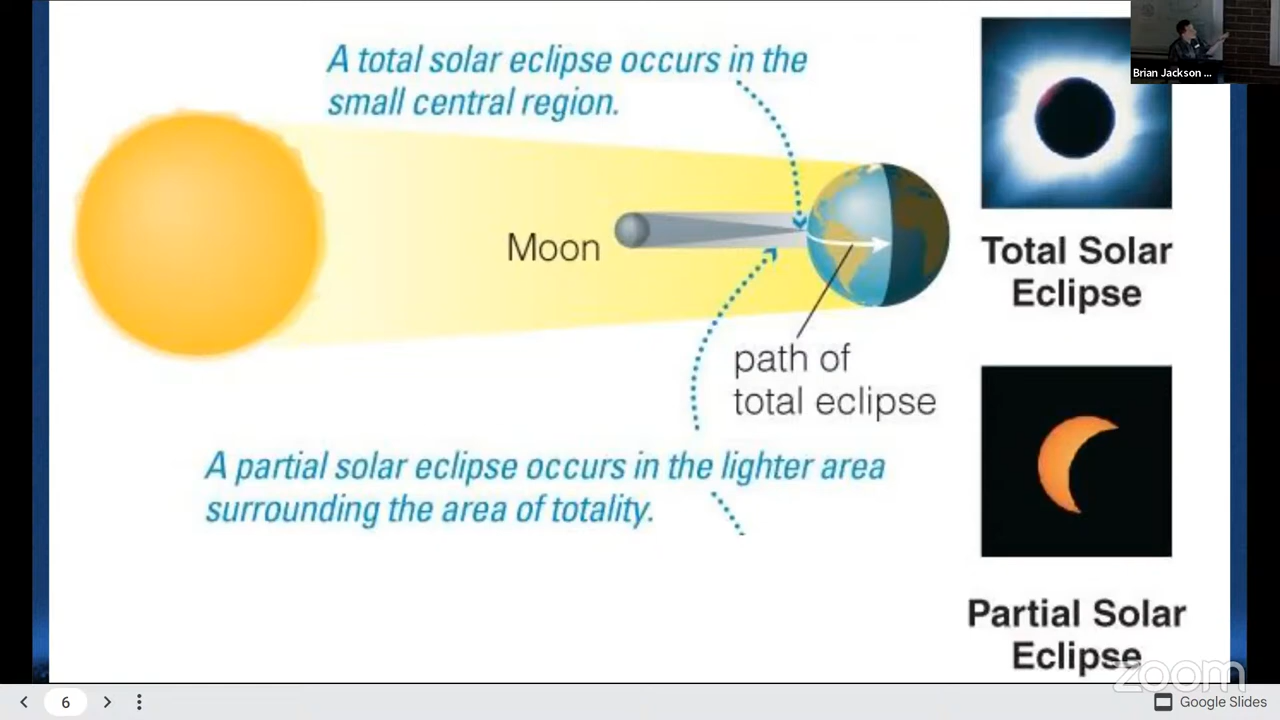 A total solar eclipse occurs in the
small central region.
Brian Jackson ...
Moon
Total Solar
Eclipse
path of
total eclipse
A partial solar eclipse occurs in the lighter area
surrounding the area of totality.
Partial Solar
Eclipse
zoom
6
Google Slides